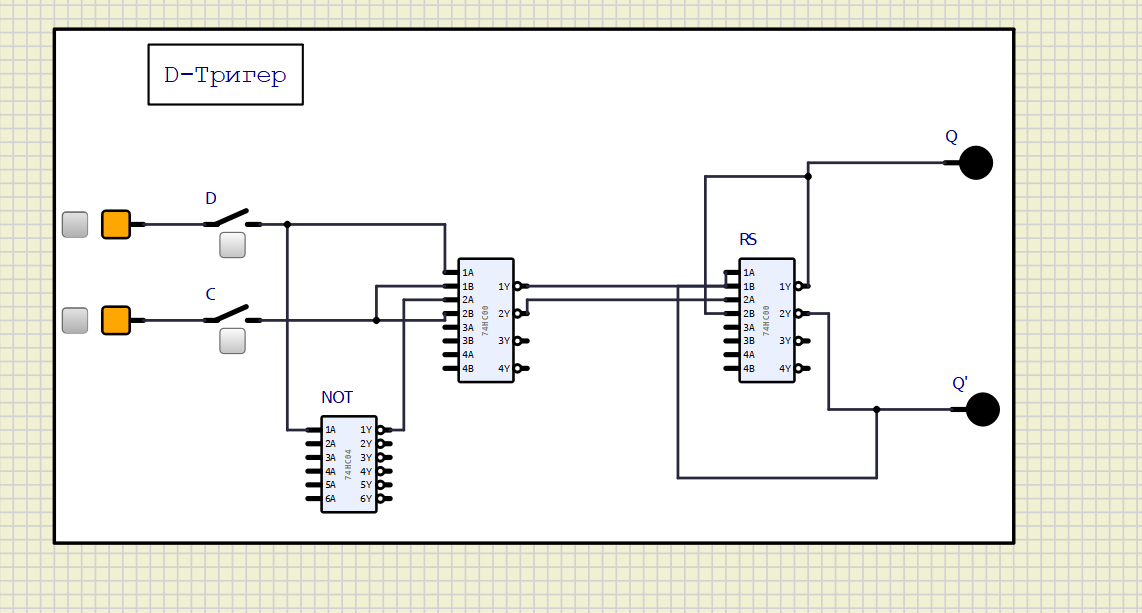 D-Тригер
Q
D
RS
C
1A
1B
2A
2B
3A
3B
4A
4B
74HC00
1Y
2Y
3Y
4Y
1A
1B
2A
2B
3A
3B
4A
4B
74HC00
1Y
2Y
3Y
4Y
Q'
NOT
1A
2A
3A
4A
5A
6A
74HC04
1Y
2Y
3Y
4Y
5Y
6Y